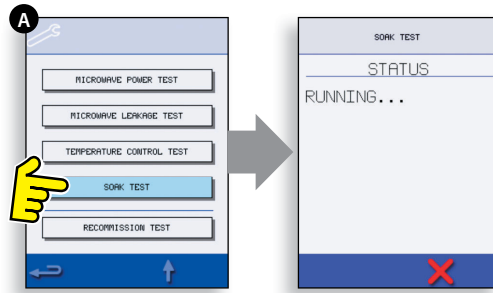 A
MICROWAVE POWER TEST
MICROWAVE LEAKAGE TEST
TEMPERATURE CONTROL TEST
SOAK TEST
RECOMMISSION TEST
SOAK TEST
STATUS
RUNNING...